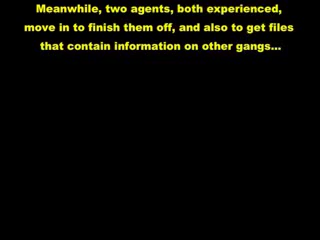 Meanwhile, two agents, both experienced,
move in to finish them off, and also to get files
that contain information on other gangs...